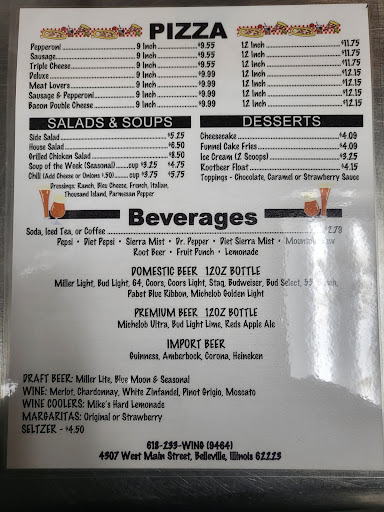 PIZZA
Pepperoni 9 Inch $9.55 12 Inch $11.75
Sausage 9 Inch $9.55 12 Inch $11.75
Triple Cheese 9 Inch $9.55 12 Inch $11.75
Deluxe 9 Inch $9.99 12 Inch $12.15
Meat Lovers 9 Inch $9.99 12 Inch $12.15
Sausage & Pepperoni 9 Inch $9.99 12 Inch $12.15
Bacon Double Cheese 9 Inch $9.99 12 Inch $12.15
SALADS & SOUPS
Side Salad $5.25
House Salad $6.50
Grilled Chicken Salad $8.50
Soup of the Week (Seasonal) cup $3.25 $4.75
Chili (Add Cheese or Onions $.50) cup $3.75 $5.75
Dressings: Ranch, Bleu Cheese, French, Italian,
Thousand Island, Parmesan Pepper
DESSERTS
Cheesecake $4.09
Funnel Cake Fries $4.09
Ice Cream (2 Scoops) $3.25
Rootbeer Float $4.15
Toppings - Chocolate, Caramel or Strawberry Sauce
Beverages
Soda, Iced Tea, or Coffee $2.79
Pepsi • Diet Pepsi • Sierra Mist • Dr. Pepper • Diet Sierra Mist • Mountain Dew
Root Beer • Fruit Punch • Lemonade
DOMESTIC BEER 12OZ BOTTLE
Miller Light, Bud Light, 64, Coors, Coors Light, Stag, Budweiser, Bud Select,
Pabst Blue Ribbon, Michelob Golden Light
PREMIUM BEER 12OZ BOTTLE
Michelob Ultra, Bud Light Lime, Reds Apple Ale
IMPORT BEER
Guinness, Amberbock, Corona, Heineken
DRAFT BEER: Miller Lite, Blue Moon & Seasonal
WINE: Merlot, Chardonnay, White Zinfandel, Pinot Grigio, Moscato
WINE COOLERS: Mike's Hard Lemonade
MARGARITAS: Original or Strawberry
SELTZER - $4.50
618-233-WING (9464)
4307 West Main Street, Belleville, Illinois 62223